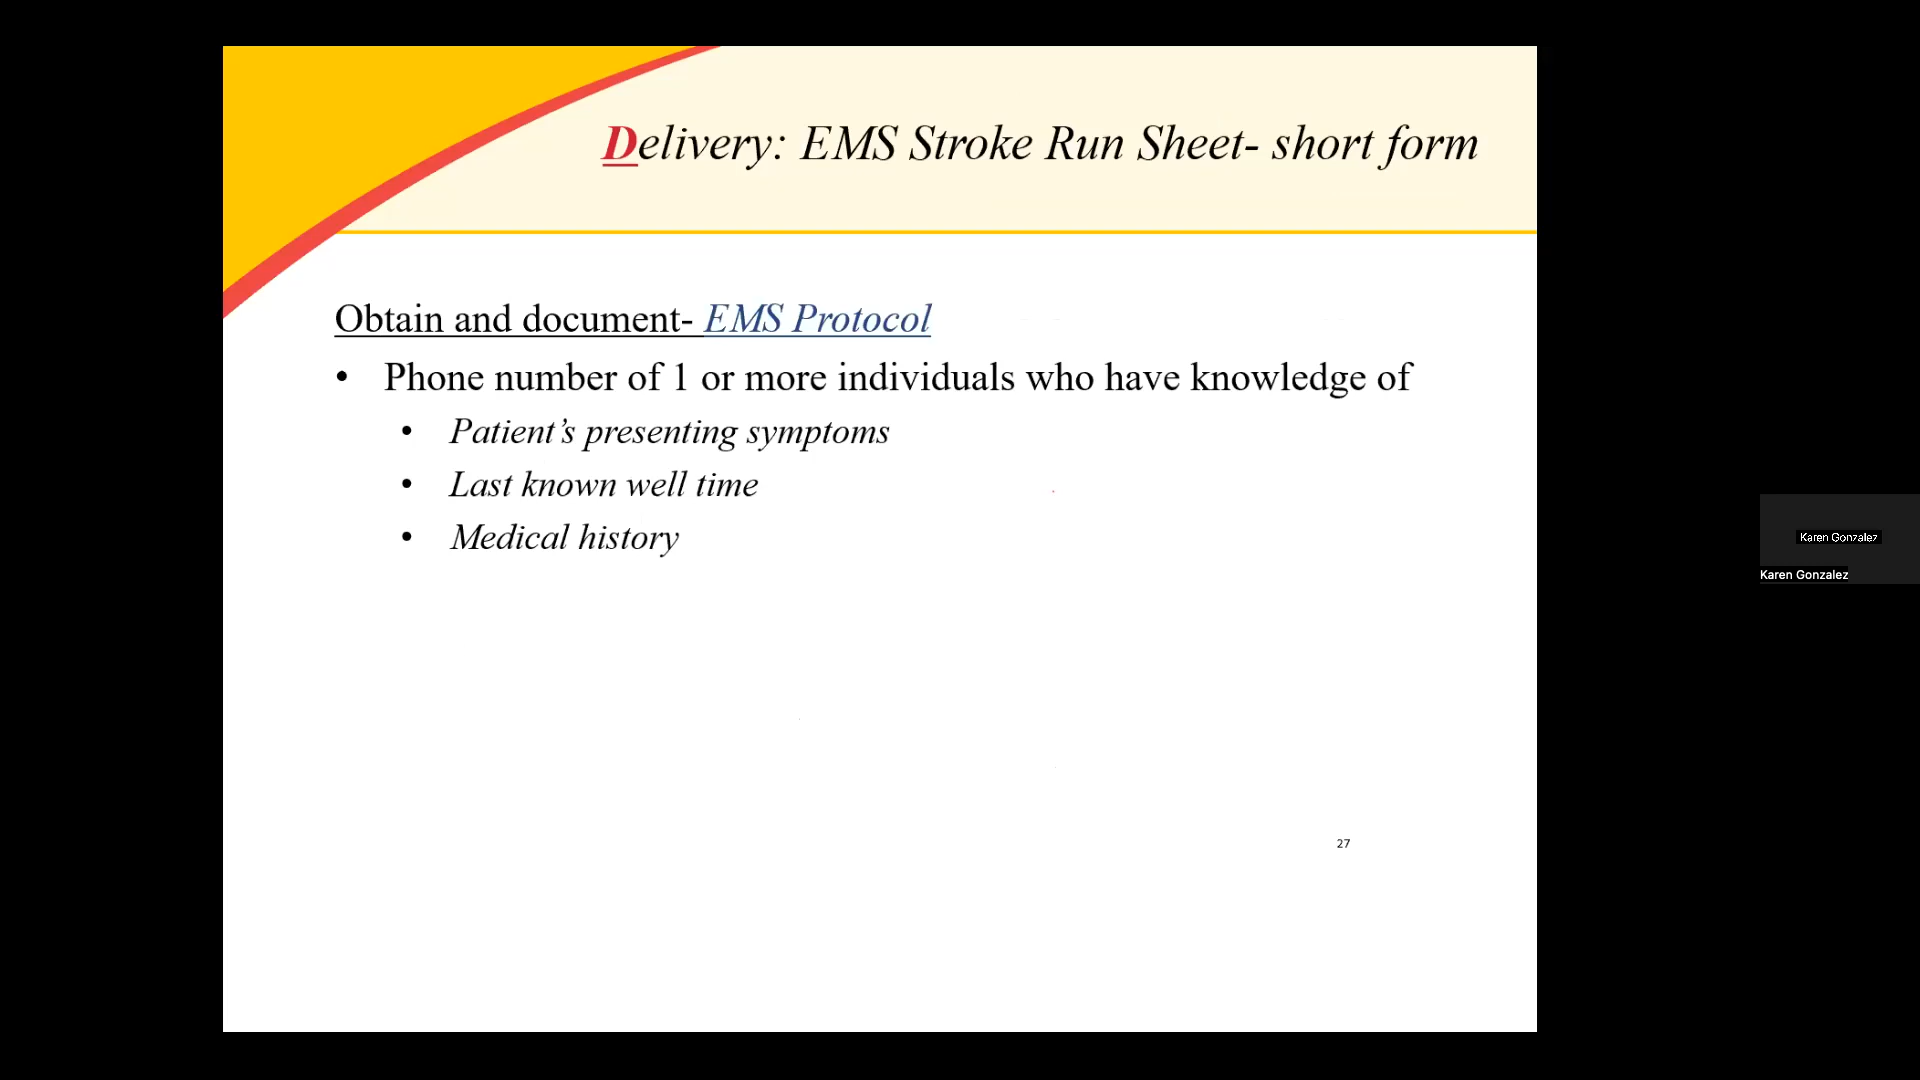 Delivery: EMS Stroke Run Sheet- short form
Obtain and document- EMS Protocol
• Phone number of 1 or more individuals who have knowledge of
• Patient’s presenting symptoms
• Last known well time
• Medical history
27
Karen Gonzalez
Karen Gonzalez